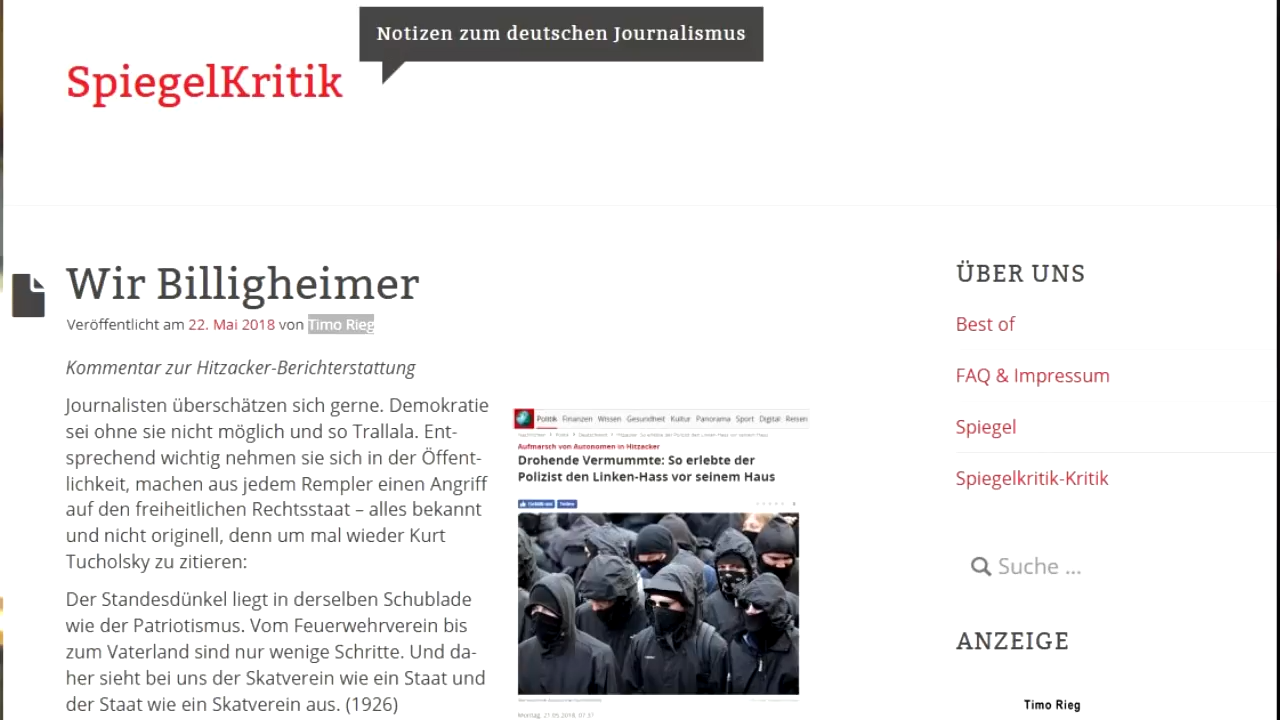 Notizen zum deutschen Journalismus
SpiegelKritik
Wir Billigheimer
Veröffentlicht am 22. Mai 2018 von Timo Rieg
Kommentar zur Hitzacker-Berichterstattung
Journalisten überschätzen sich gerne. Demokratie
sei ohne sie nicht möglich und so Trallala. Ent-
sprechend wichtig nehmen sie sich in der Öffent-
lichkeit, machen aus jedem Rempler einen Angriff
auf den freiheitlichen Rechtsstaat – alles bekannt
und nicht originell, denn um mal wieder Kurt
Tucholsky zu zitieren:
Der Standesdünkel liegt in derselben Schublade
wie der Patriotismus. Vom Feuerwehrverein bis
zum Vaterland sind nur wenige Schritte. Und da-
her sieht bei uns der Skatverein wie ein Staat und
der Staat wie ein Skatverein aus. (1926)
Politik Finanzen Wissen Gesundheit Kultur Panorama Sport Digital Reisen
Aufmarsch von Autonomen in Hitzacker
Drohende Vermummte: So erlebte der
Polizist den Linken-Hass vor seinem Haus
Montag, 21.05.2018, 07:37
ÜBER UNS
Best of
FAQ & Impressum
Spiegel
Spiegelkritik-Kritik
Suche ...
ANZEIGE
Timo Rieg